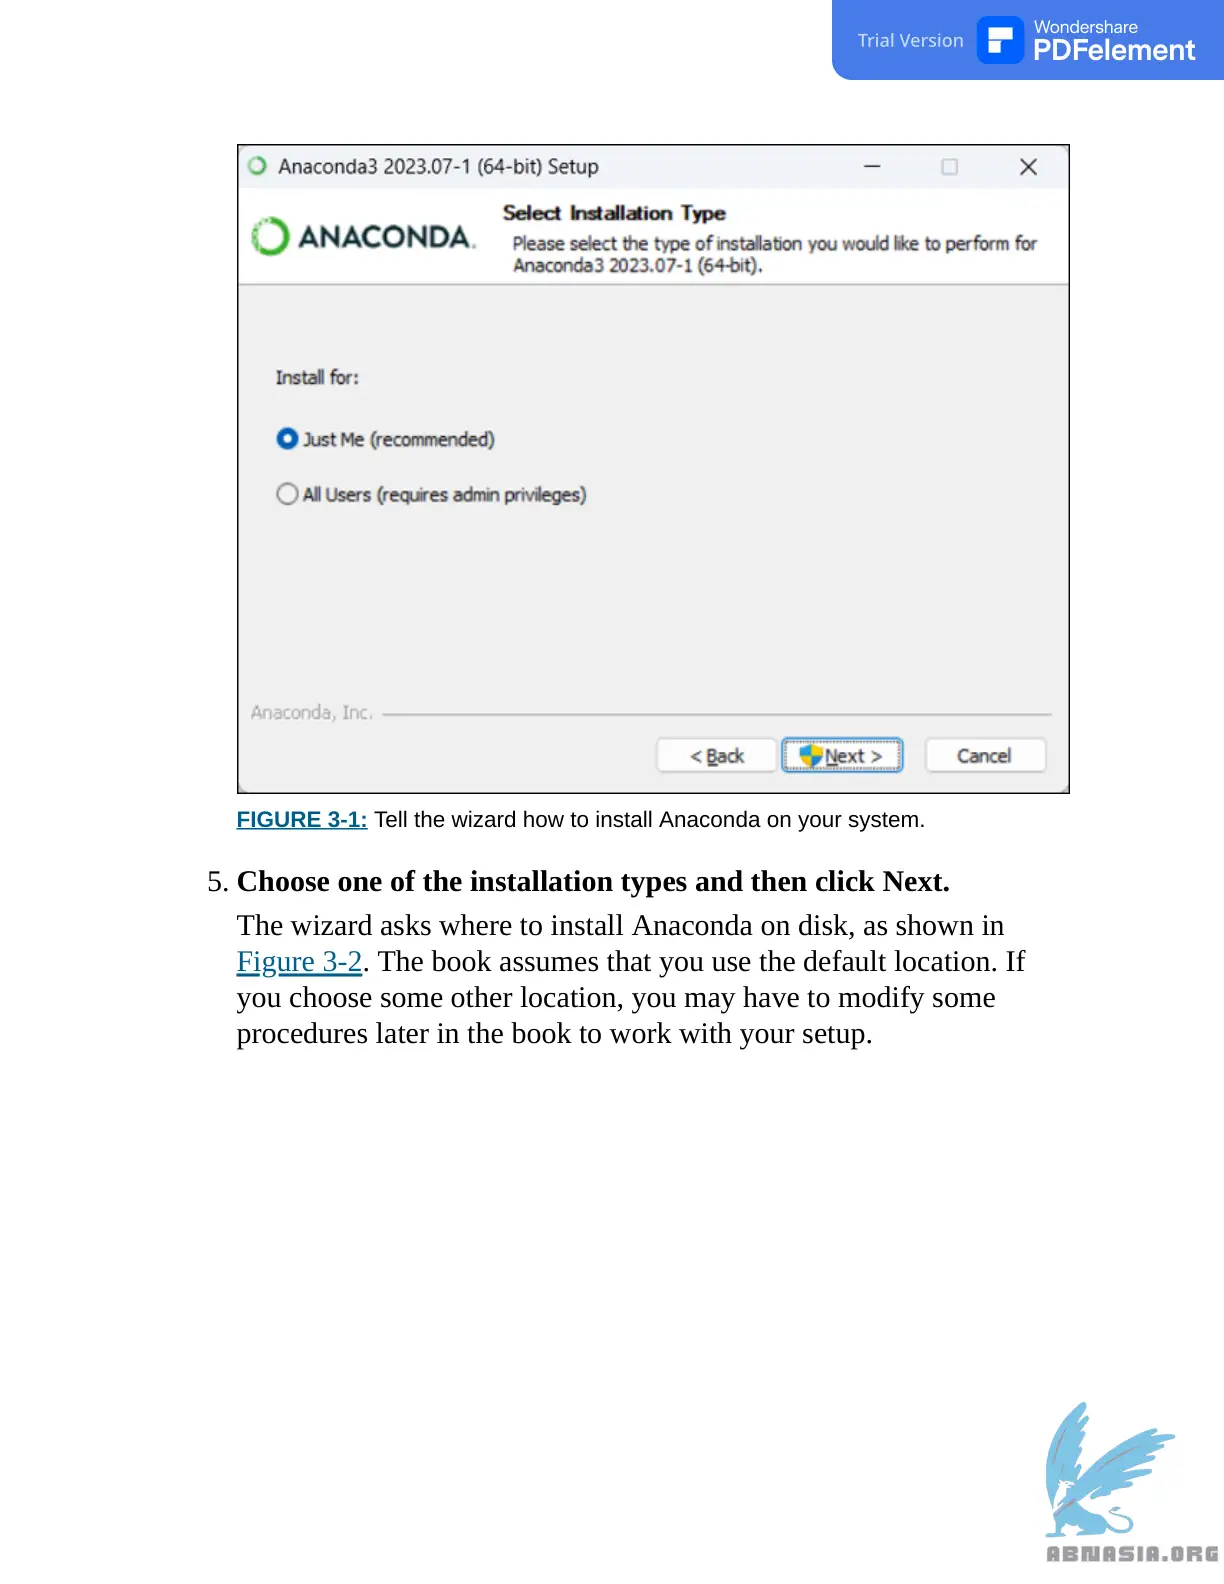 Trial Version
Wondershare
PDFelement
Anaconda3 2023.07-1 (64-bit) Setup
ANACONDA.
Select Installation Type
Please select the type of installation you would like to perform for
Anaconda3 2023.07-1 (64-bit).
Install for:
Just Me (recommended)
All Users (requires admin privileges)
Anaconda, Inc.
< Back
Next >
Cancel
FIGURE 3-1: Tell the wizard how to install Anaconda on your system.
5. Choose one of the installation types and then click Next.
The wizard asks where to install Anaconda on disk, as shown in
Figure 3-2. The book assumes that you use the default location. If
you choose some other location, you may have to modify some
procedures later in the book to work with your setup.
ABNASIA.ORG